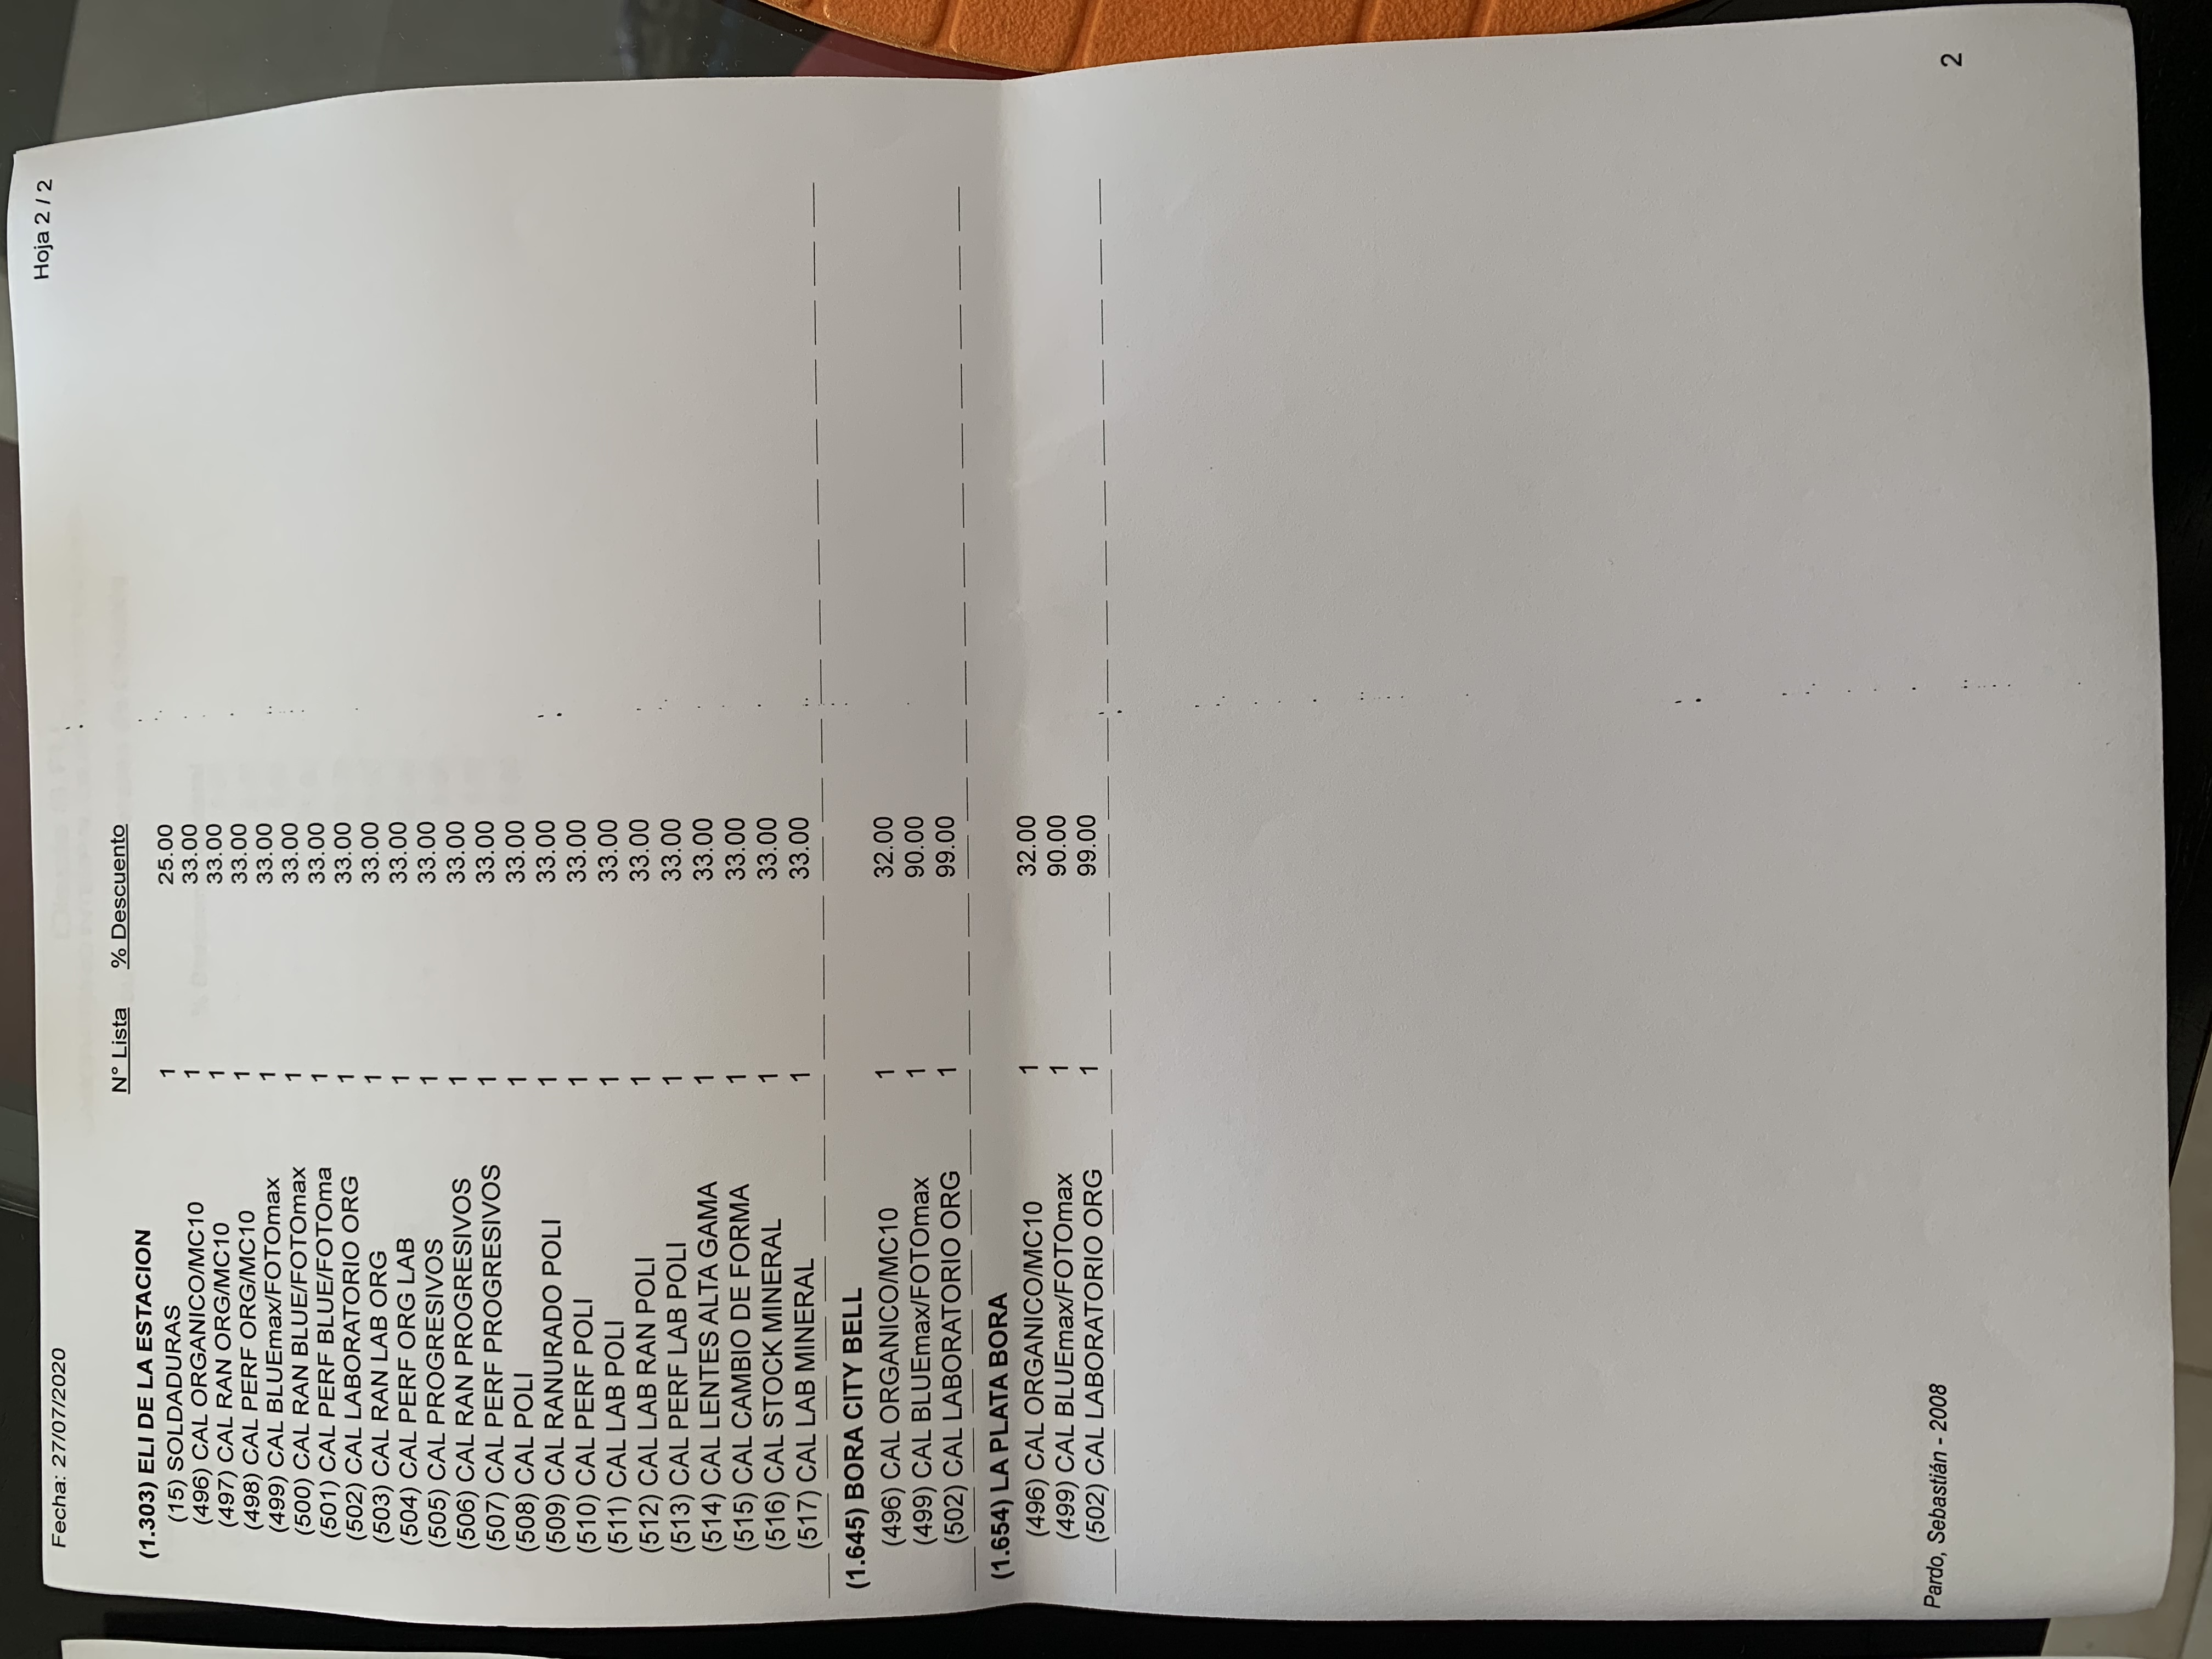 Fecha: 27/07/2020 Hoja 2 / 2
N° Lista % Descuento
(1.303) ELI DE LA ESTACION
(15) SOLDADURAS 1 25.00
(496) CAL ORGANICO/MC10 1 33.00
(497) CAL RAN ORG/MC10 1 33.00
(498) CAL PERF ORG/MC10 1 33.00
(499) CAL BLUEmax/FOTOmax 1 33.00
(500) CAL RAN BLUE/FOTOmax 1 33.00
(501) CAL PERF BLUE/FOTOma 1 33.00
(502) CAL LABORATORIO ORG 1 33.00
(503) CAL RAN LAB ORG 1 33.00
(504) CAL PERF ORG LAB 1 33.00
(505) CAL PROGRESIVOS 1 33.00
(506) CAL RAN PROGRESIVOS 1 33.00
(507) CAL PERF PROGRESIVOS 1 33.00
(508) CAL POLI 1 33.00
(509) CAL RANURADO POLI 1 33.00
(510) CAL PERF POLI 1 33.00
(511) CAL LAB POLI 1 33.00
(512) CAL LAB RAN POLI 1 33.00
(513) CAL PERF LAB POLI 1 33.00
(514) CAL LENTES ALTA GAMA 1 33.00
(515) CAL CAMBIO DE FORMA 1 33.00
(516) CAL STOCK MINERAL 1 33.00
(517) CAL LAB MINERAL 1 33.00
(1.645) BORA CITY BELL
(496) CAL ORGANICO/MC10 1 32.00
(499) CAL BLUEmax/FOTOmax 1 90.00
(502) CAL LABORATORIO ORG 1 99.00
(1.654) LA PLATA BORA
(496) CAL ORGANICO/MC10 1 32.00
(499) CAL BLUEmax/FOTOmax 1 90.00
(502) CAL LABORATORIO ORG 1 99.00
Pardo, Sebastián - 2008 2